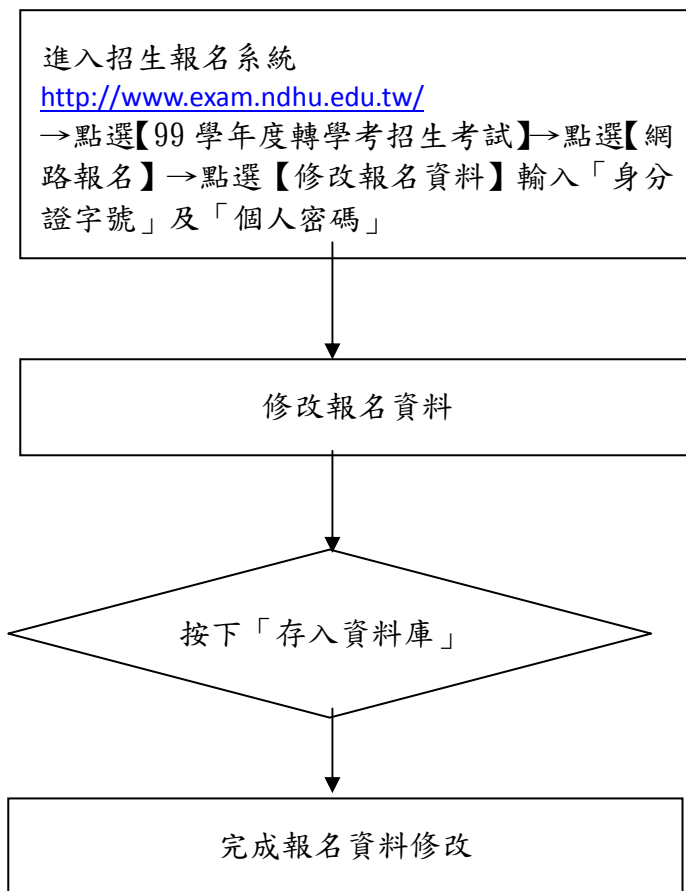 進入招生報名系統
http://www.exam.ndhu.edu.tw/
→點選【99 學年度轉學考招生考試】→點選【網
路報名】→點選【修改報名資料】輸入「身分
證字號」及「個人密碼」
修改報名資料
按下「存入資料庫」
完成報名資料修改